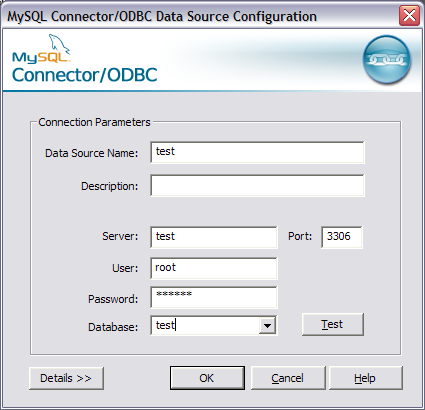 MySQL Connector/ODBC Data Source Configuration
MySQL
Connector/ODBC
Connection Parameters
Data Source Name: test
Description:
Server: test Port: 3306
User: root
Password: ******
Database: test Test
Details >> OK Cancel Help